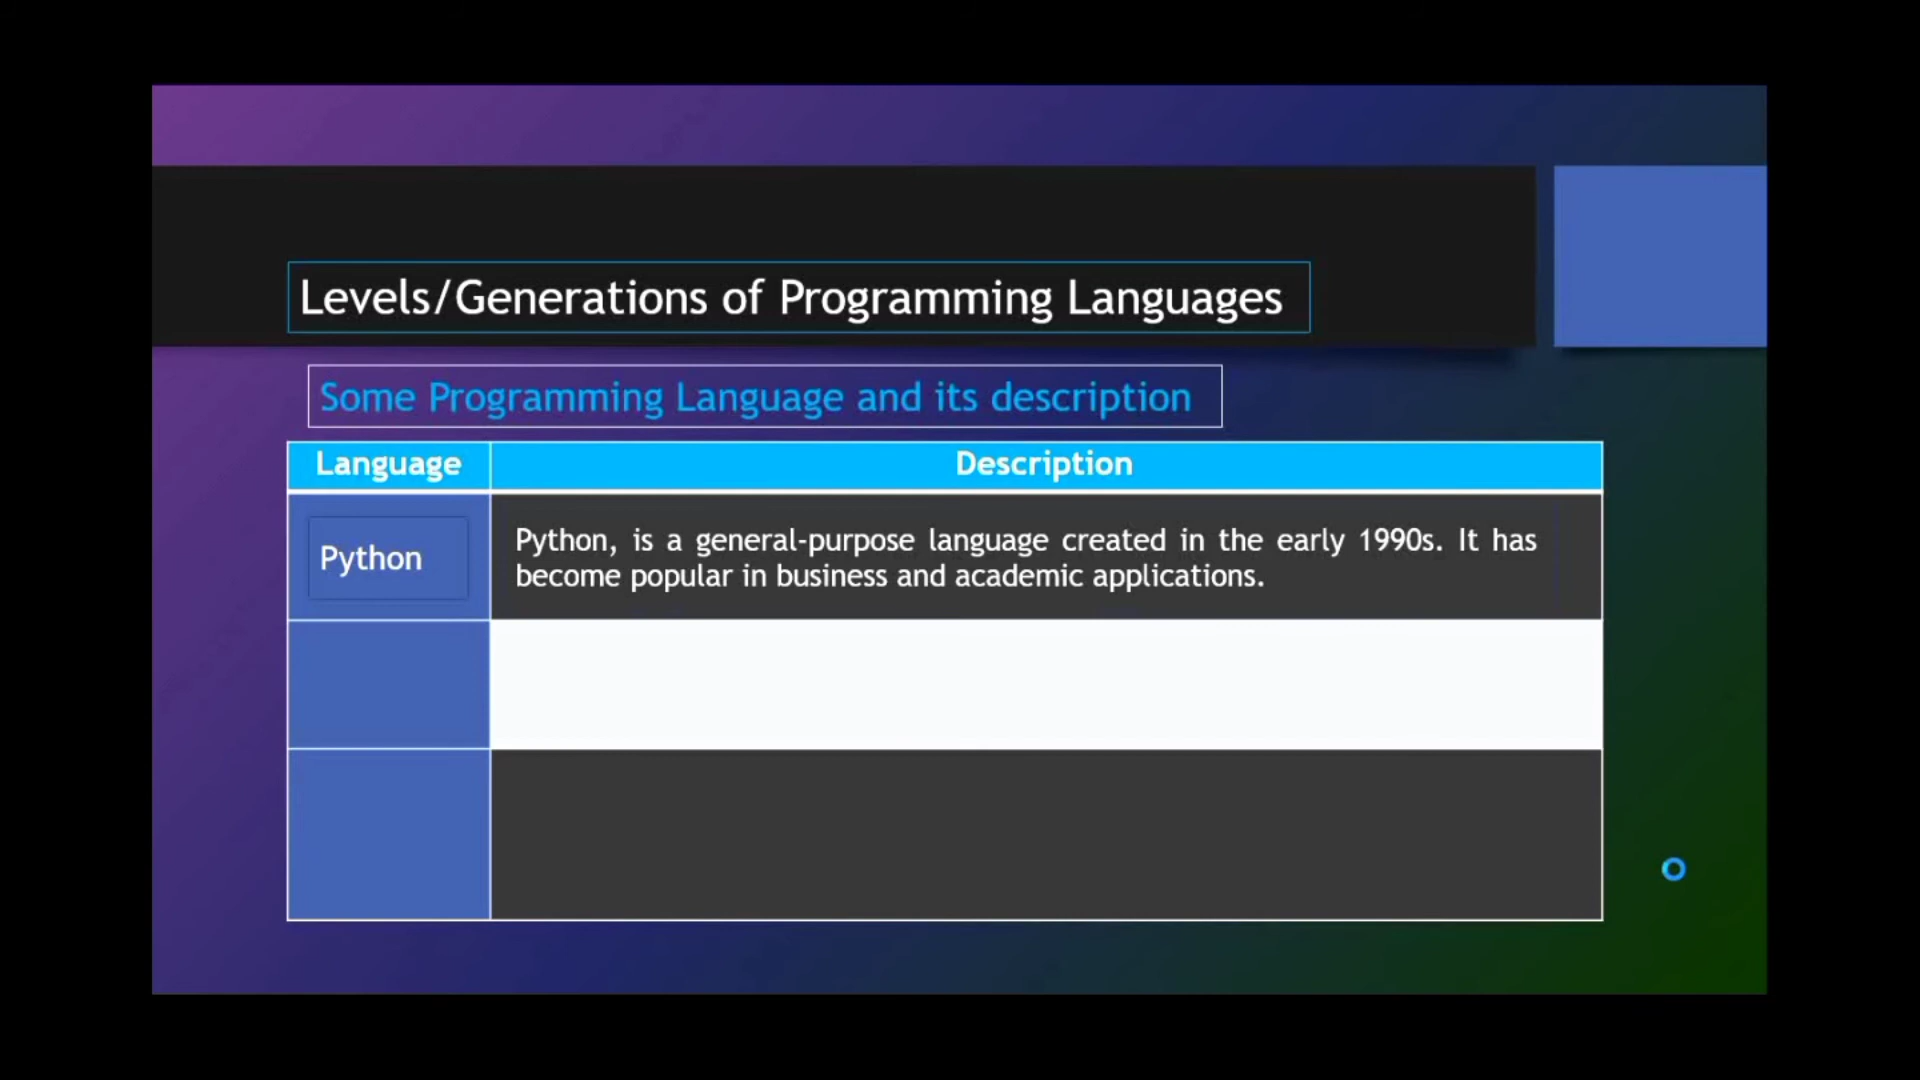 Levels/Generations of Programming Languages
Some Programming Language and its description
Language
Description
Python
Python, is a general-purpose language created in the early 1990s. It has
become popular in business and academic applications.